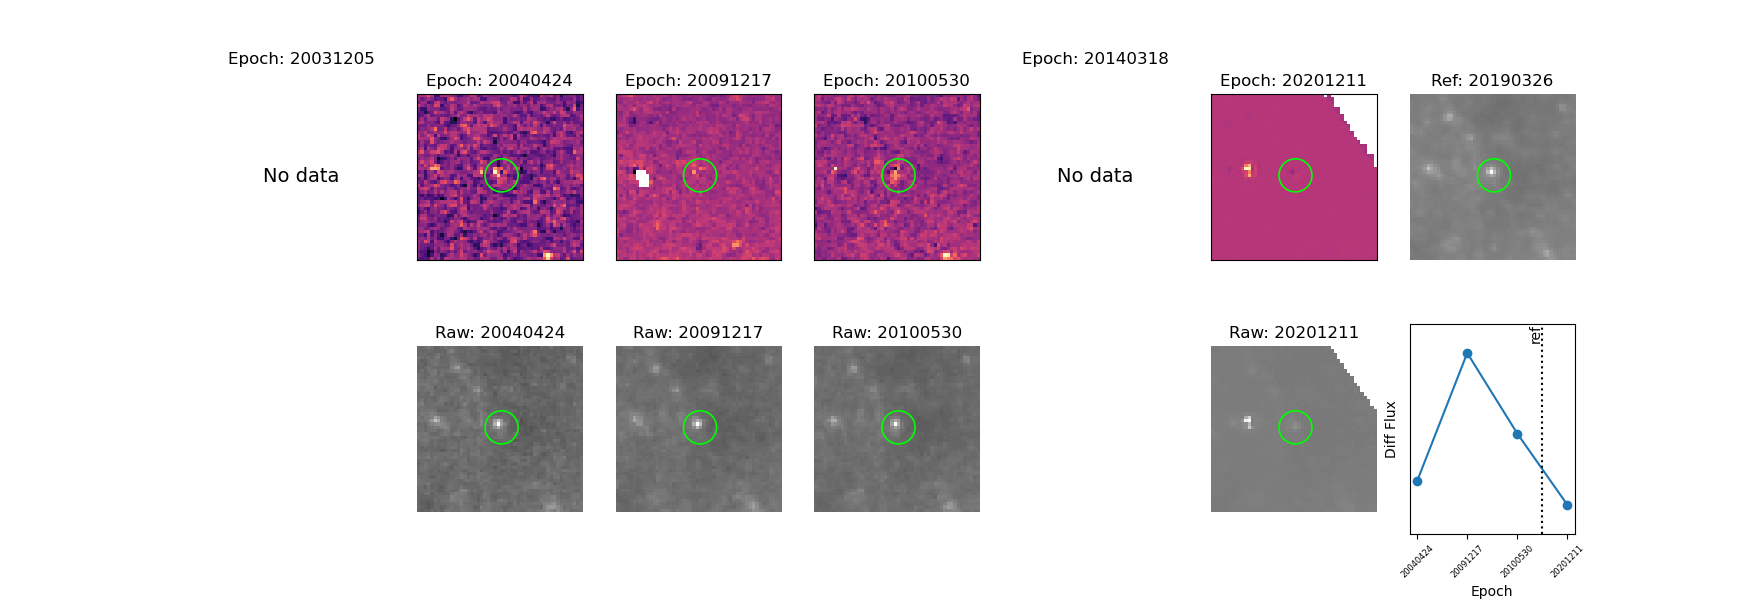 Epoch: 20031205
Epoch: 20040424
Epoch: 20091217
Epoch: 20100530
Epoch: 20140318
Epoch: 20201211
Ref: 20190326
No data
No data
Raw: 20040424
Raw: 20091217
Raw: 20100530
Raw: 20201211
ref
Diff Flux
20040424
20091217
20100530
20201211
Epoch